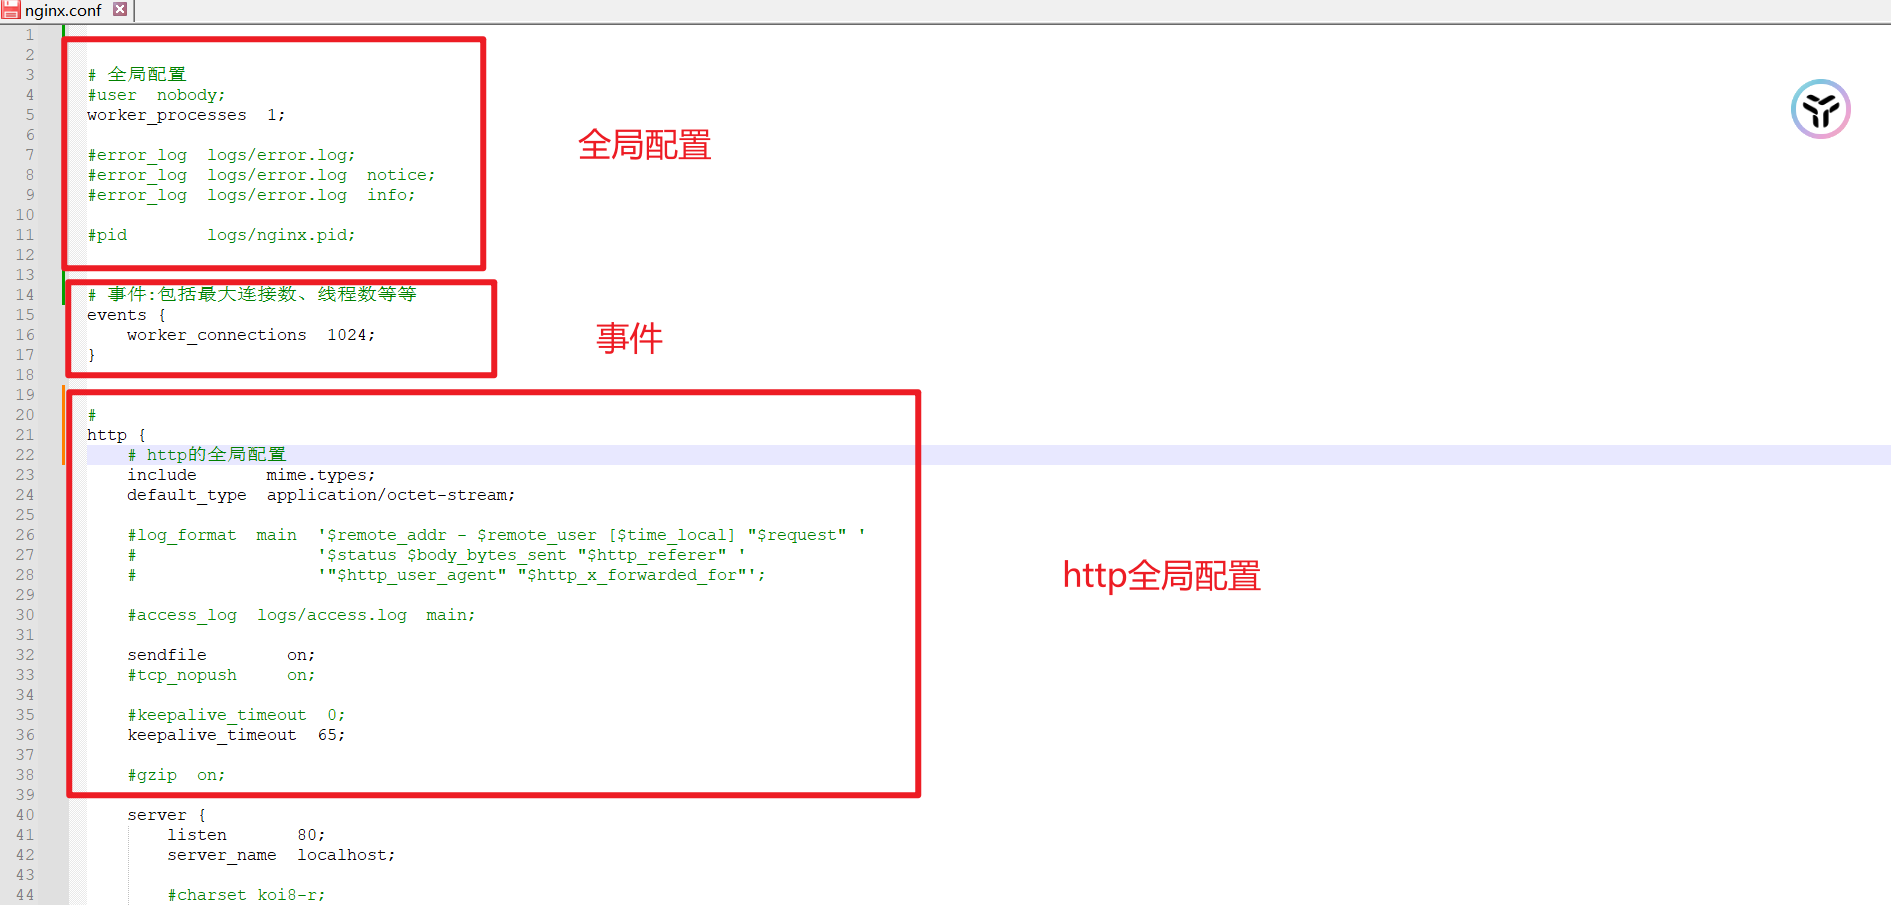 nginx.conf
1
2
3 # 全局配置
4 #user  nobody;
5 worker_processes  1;
6
7 #error_log  logs/error.log;
8 #error_log  logs/error.log  notice;
9 #error_log  logs/error.log  info;
10
11 #pid        logs/nginx.pid;
12
13
14 # 事件:包括最大连接数、线程数等等
15 events {
16     worker_connections  1024;
17 }
18
19
20 #
21 http {
22     # http的全局配置
23     include       mime.types;
24     default_type  application/octet-stream;
25
26     #log_format  main  '$remote_addr - $remote_user [$time_local] "$request" '
27     #                  '$status $body_bytes_sent "$http_referer" '
28     #                  '"$http_user_agent" "$http_x_forwarded_for"';
29
30     #access_log  logs/access.log  main;
31
32     sendfile        on;
33     #tcp_nopush     on;
34
35     #keepalive_timeout  0;
36     keepalive_timeout  65;
37
38     #gzip  on;
39
40     server {
41         listen       80;
42         server_name  localhost;
43
44         #charset koi8-r;
全局配置
事件
http全局配置